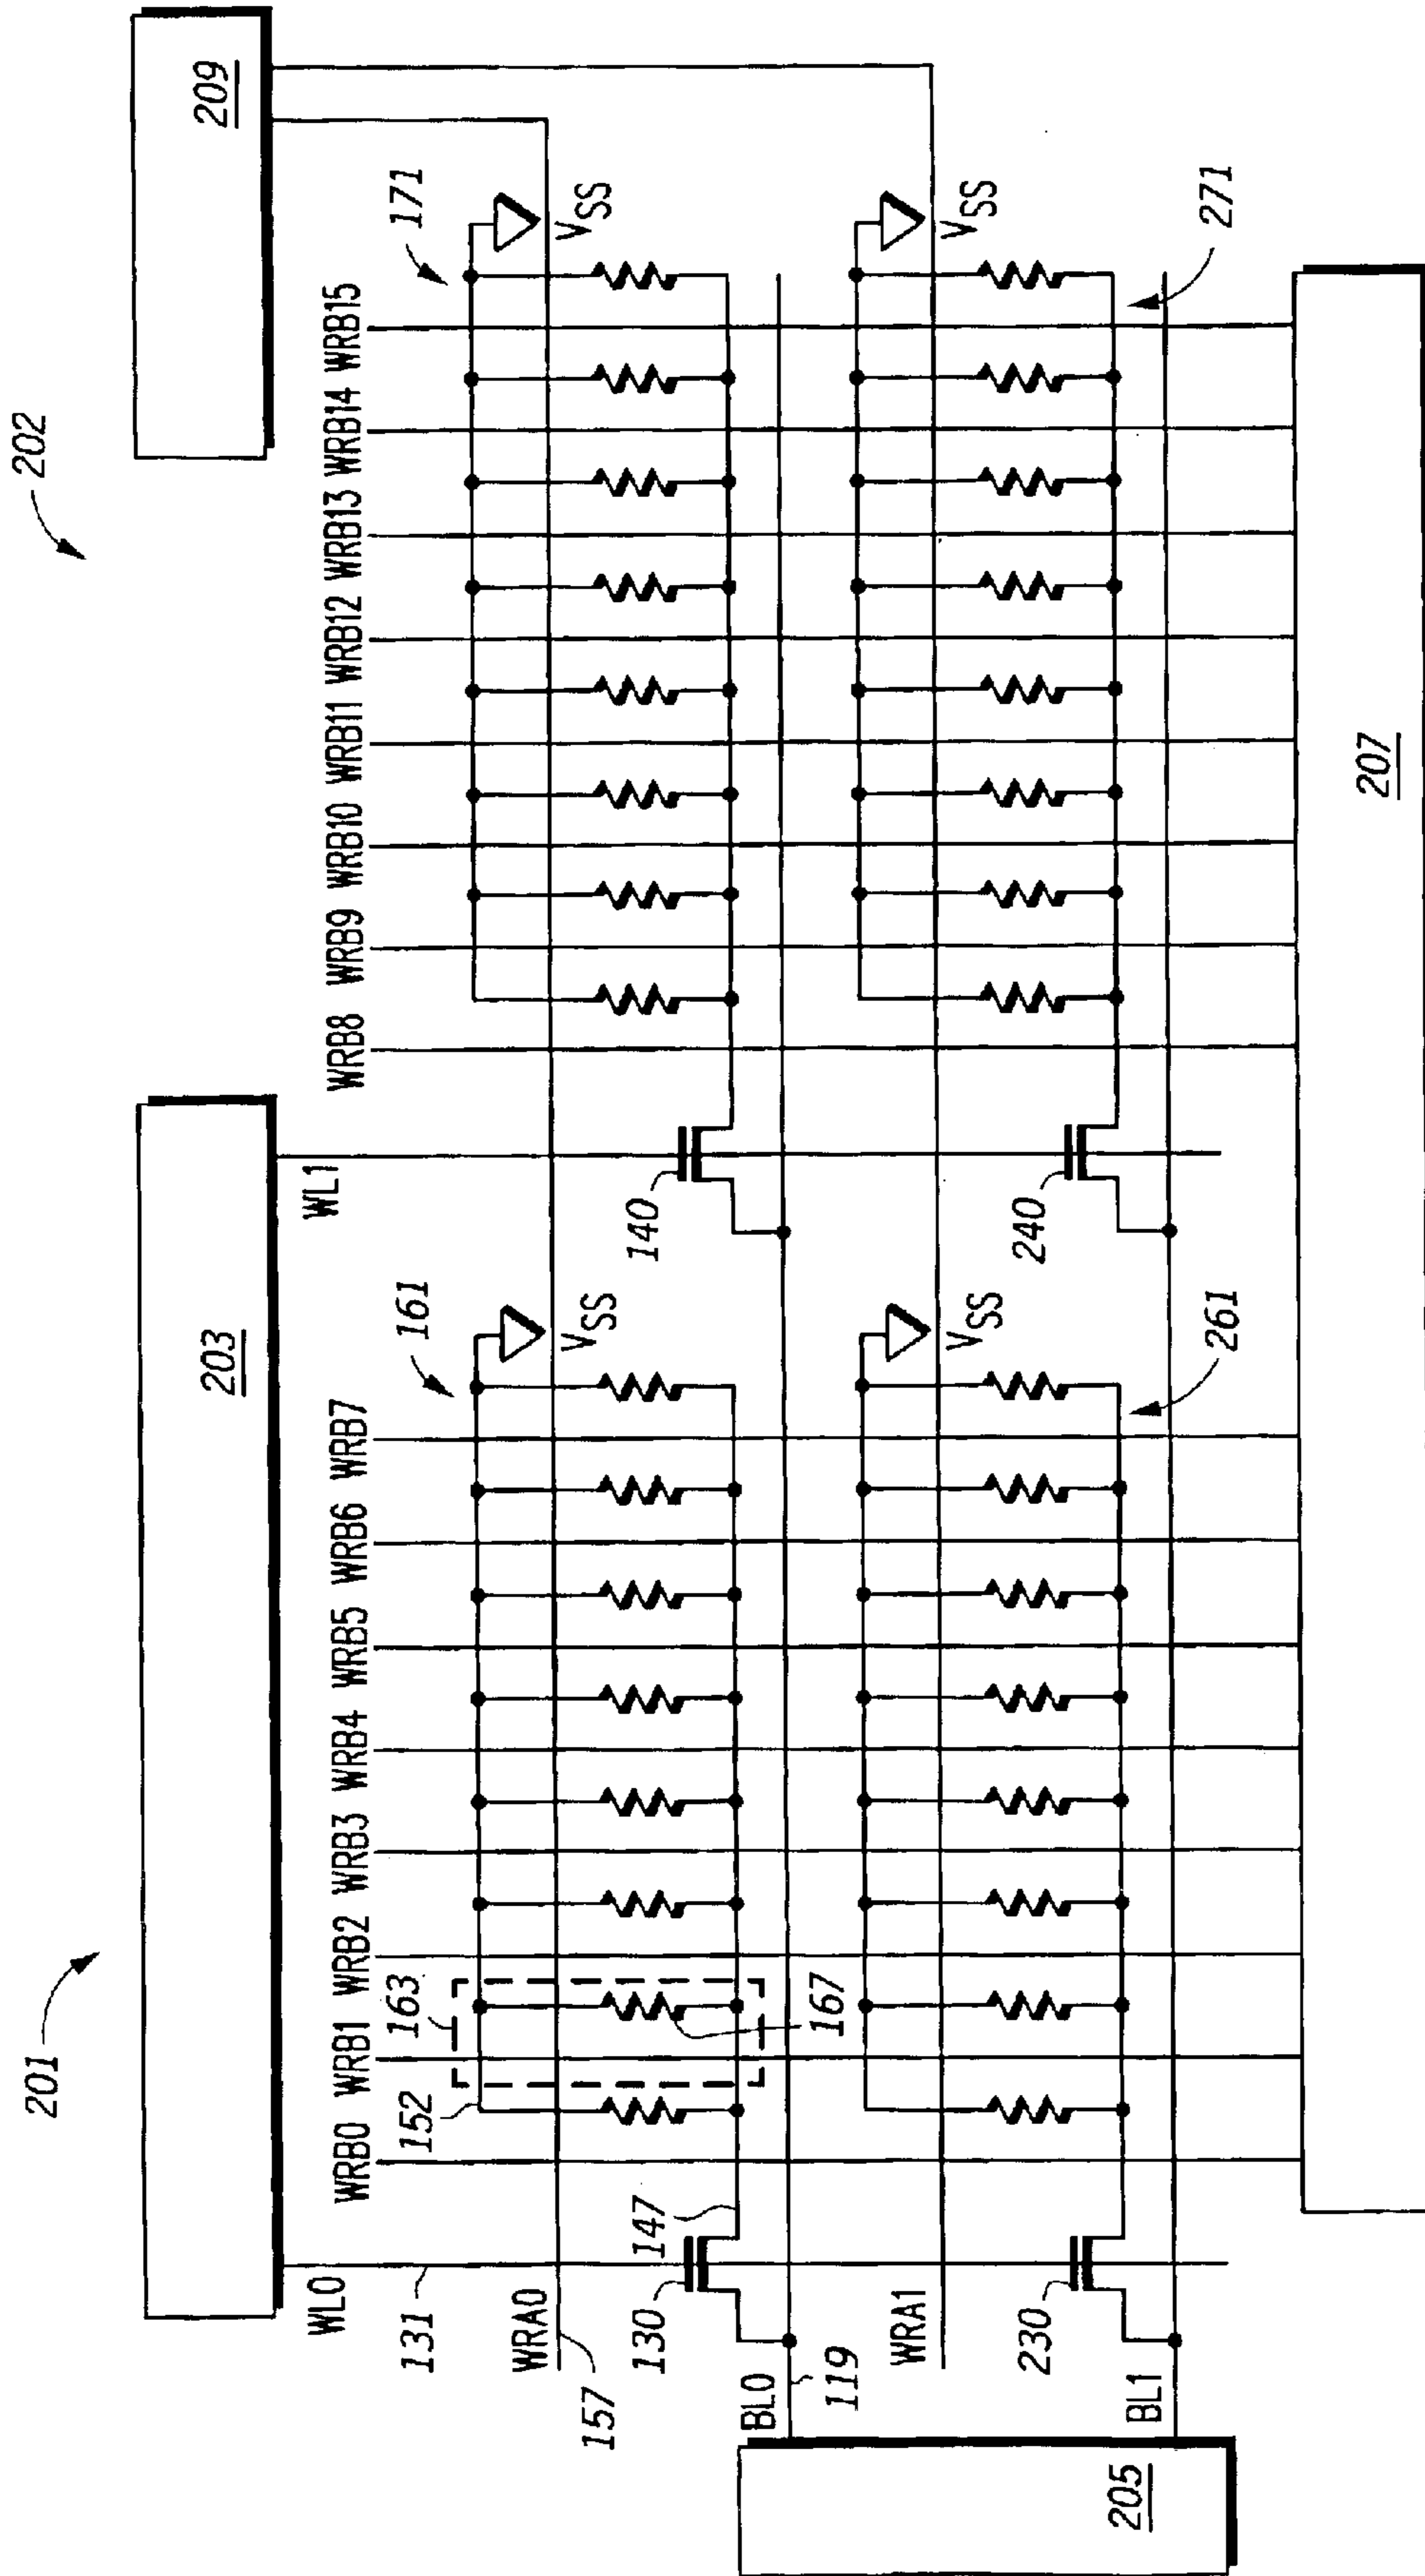 202
201
209
203
WL0
WL1
WRB0 WRB1 WRB2 WRB3 WRB4 WRB5 WRB6 WRB7
WRB8 WRB9 WRB10 WRB11 WRB12 WRB13 WRB14 WRB15
131
152
163
161
171
WRA0
157
VSS
VSS
130
147
140
167
BL0
119
WRA1
VSS
VSS
230
240
BL1
261
271
205
207